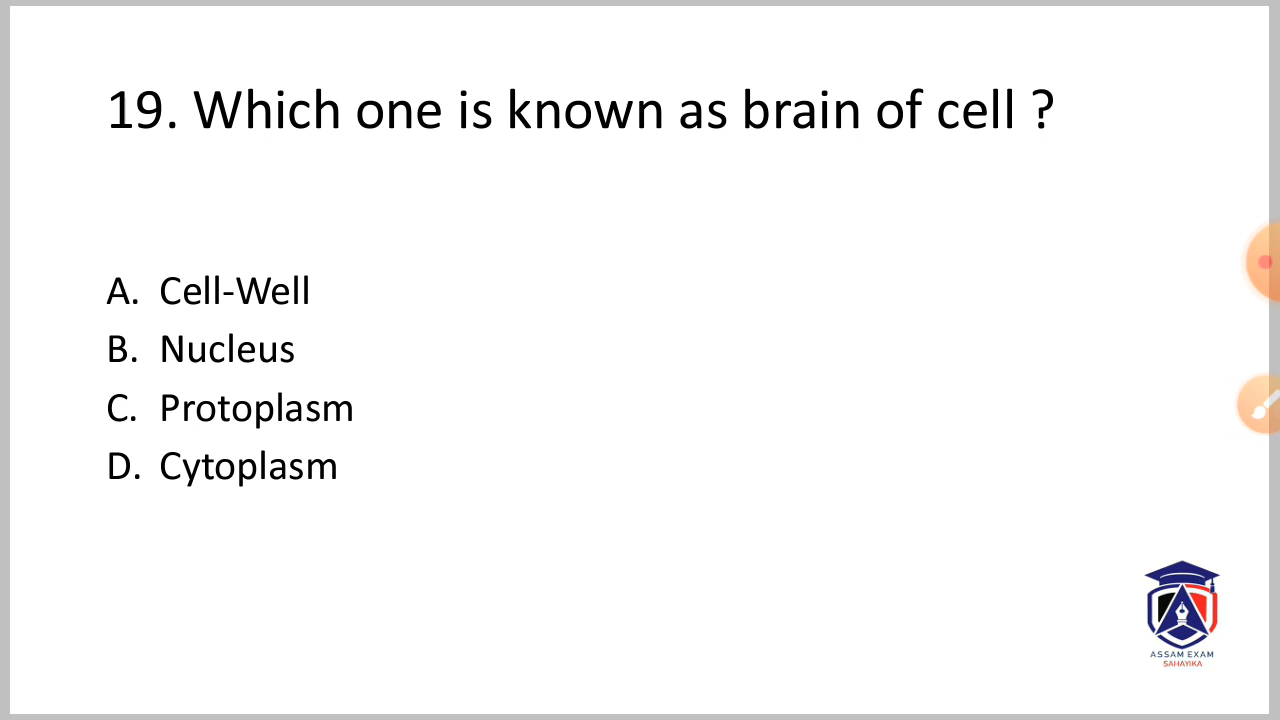 19. Which one is known as brain of cell ?
A. Cell-Well
B. Nucleus
C. Protoplasm
D. Cytoplasm
ASSAM EXAM
SAHAYIKA